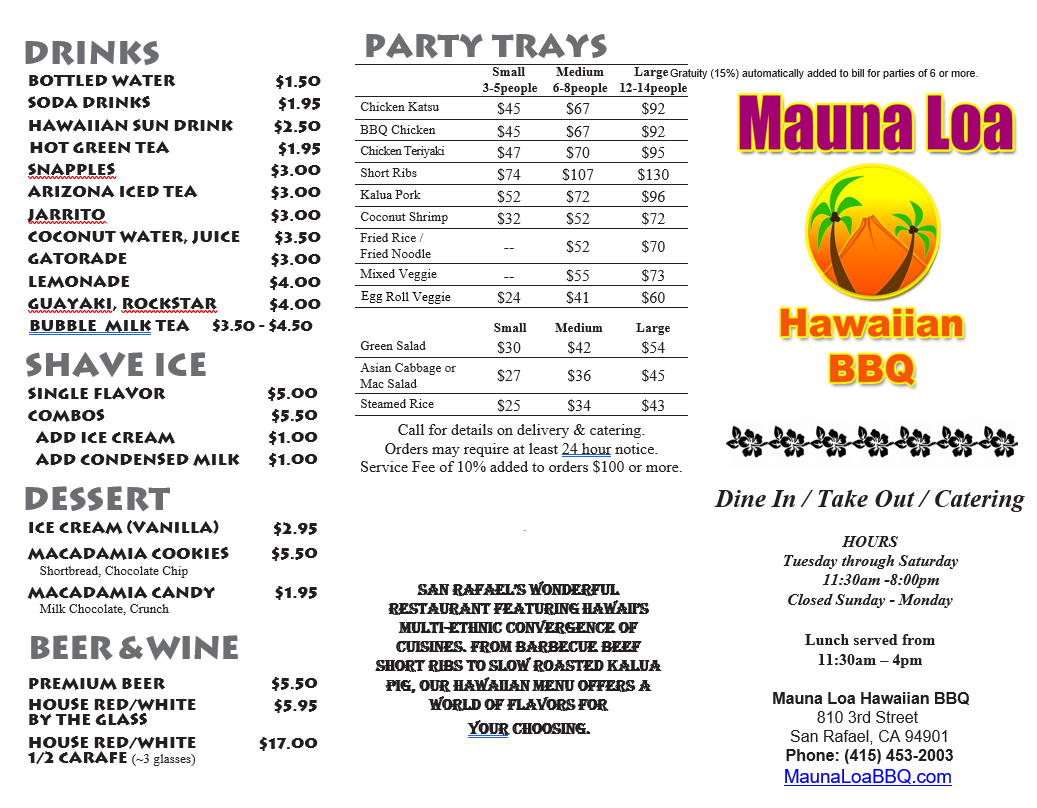 DRINKS
BOTTLED WATER $1.50
SODA DRINKS $1.95
HAWAIIAN SUN DRINK $2.50
HOT GREEN TEA $1.95
SNAPPLES $3.00
ARIZONA ICED TEA $3.00
JARRITO $3.00
COCONUT WATER, JUICE $3.50
GATORADE $3.00
LEMONADE $4.00
GUAYAKI, ROCKSTAR $4.00
BUBBLE MILK TEA $3.50 - $4.50
SHAVE ICE
SINGLE FLAVOR $5.00
COMBOS $5.50
ADD ICE CREAM $1.00
ADD CONDENSED MILK $1.00
DESSERT
ICE CREAM (VANILLA) $2.95
MACADAMIA COOKIES $5.50
Shortbread, Chocolate Chip
MACADAMIA CANDY $1.95
Milk Chocolate, Crunch
BEER & WINE
PREMIUM BEER $5.50
HOUSE RED/WHITE $5.95
BY THE GLASS
HOUSE RED/WHITE $17.00
1/2 CARAFE (~3 glasses)
PARTY TRAYS
Small Medium Large
3-5people 6-8people 12-14people
Chicken Katsu $45 $67 $92
BBQ Chicken $45 $67 $92
Chicken Teriyaki $47 $70 $95
Short Ribs $74 $107 $130
Kalua Pork $52 $72 $96
Coconut Shrimp $32 $52 $72
Fried Rice /
Fried Noodle -- $52 $70
Mixed Veggie -- $55 $73
Egg Roll Veggie $24 $41 $60
Small Medium Large
Green Salad $30 $42 $54
Asian Cabbage or
Mac Salad $27 $36 $45
Steamed Rice $25 $34 $43
Call for details on delivery & catering.
Orders may require at least 24 hour notice.
Service Fee of 10% added to orders $100 or more.
SAN RAFAEL'S WONDERFUL
RESTAURANT FEATURING HAWAII'S
MULTI-ETHNIC CONVERGENCE OF
CUISINES. FROM BARBECUE BEEF
SHORT RIBS TO SLOW ROASTED KALUA
PIG, OUR HAWAIIAN MENU OFFERS A
WORLD OF FLAVORS FOR
YOUR CHOOSING.
Gratuity (15%) automatically added to bill for parties of 6 or more.
Mauna Loa
Hawaiian
BBQ
Dine In / Take Out / Catering
HOURS
Tuesday through Saturday
11:30am -8:00pm
Closed Sunday - Monday
Lunch served from
11:30am – 4pm
Mauna Loa Hawaiian BBQ
810 3rd Street
San Rafael, CA 94901
Phone: (415) 453-2003
MaunaLoaBBQ.com